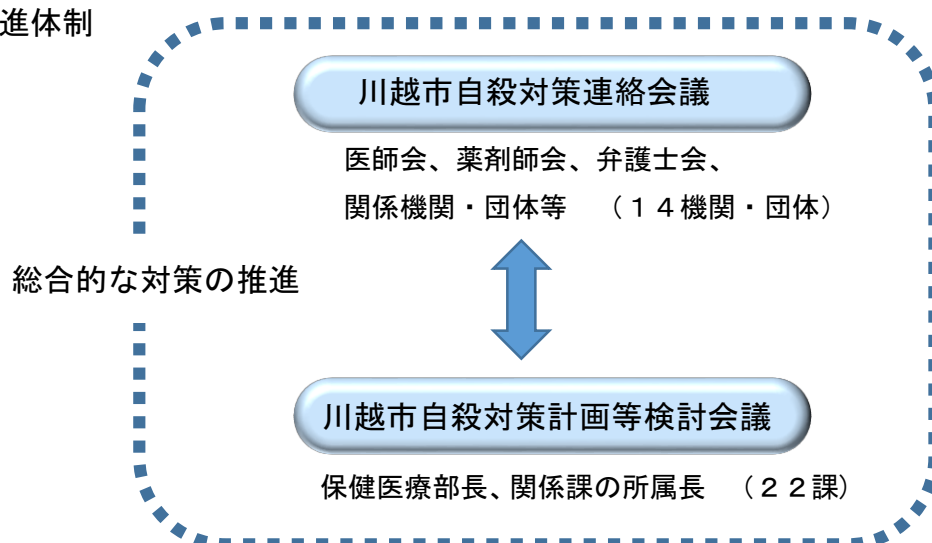 進体制
川越市自殺対策連絡会議
医師会、薬剤師会、弁護士会、
関係機関・団体等　（１４機関・団体）
総合的な対策の推進
川越市自殺対策計画等検討会議
保健医療部長、関係課の所属長　（２２課）